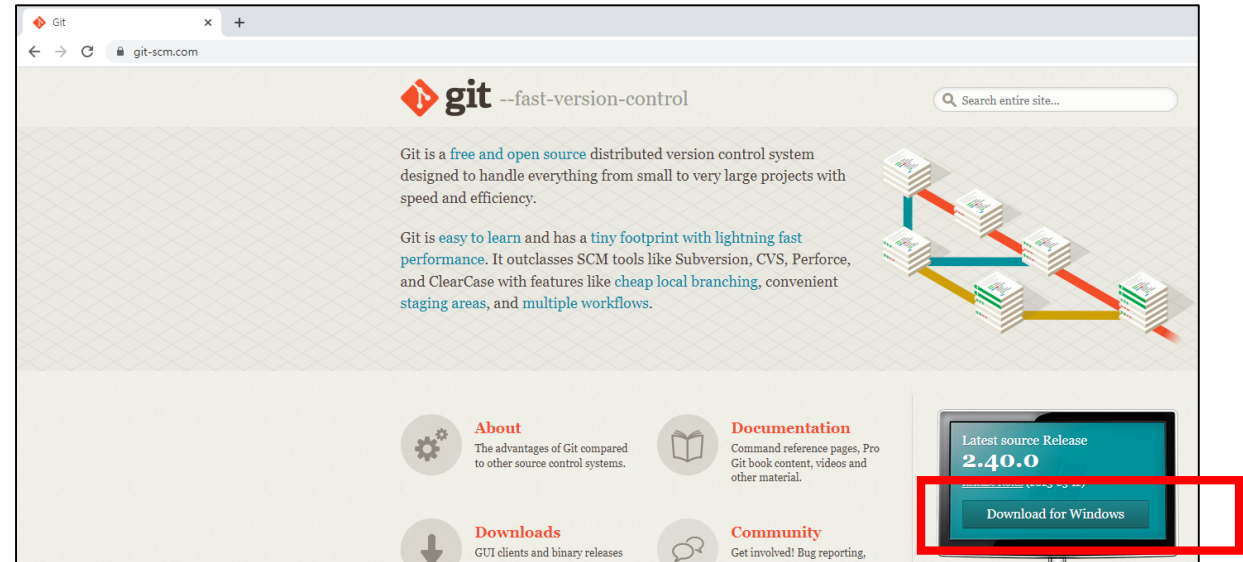 Git
git-scm.com
git --fast-version-control
Search entire site...
Git is a free and open source distributed version control system
designed to handle everything from small to very large projects with
speed and efficiency.
Git is easy to learn and has a tiny footprint with lightning fast
performance. It outclasses SCM tools like Subversion, CVS, Perforce,
and ClearCase with features like cheap local branching, convenient
staging areas, and multiple workflows.
About
The advantages of Git compared
to other source control systems.
Documentation
Command reference pages, Pro
Git book content, videos and
other material.
Downloads
GUI clients and binary releases
Community
Get involved! Bug reporting,
Latest source Release
2.40.0
Download for Windows